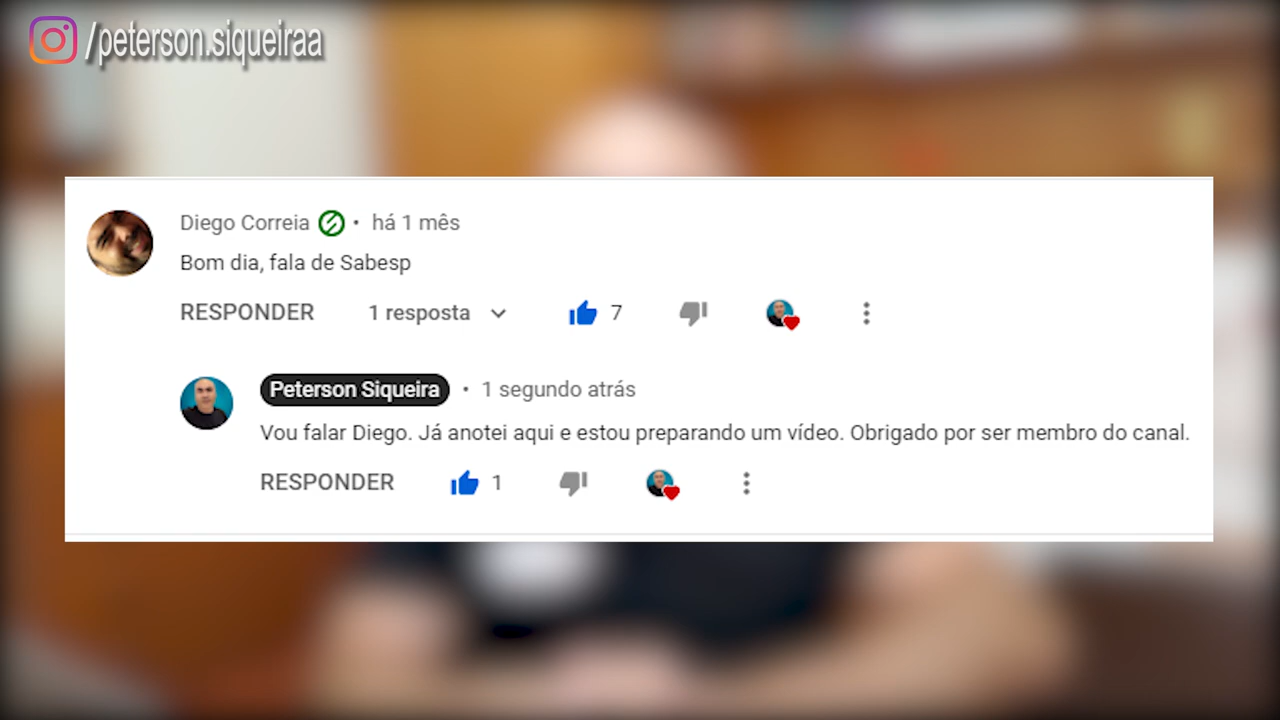 /peterson.siqueiraa
Diego Correia • há 1 mês
Bom dia, fala de Sabesp
RESPONDER 1 resposta 7
Peterson Siqueira • 1 segundo atrás
Vou falar Diego. Já anotei aqui e estou preparando um vídeo. Obrigado por ser membro do canal.
RESPONDER 1